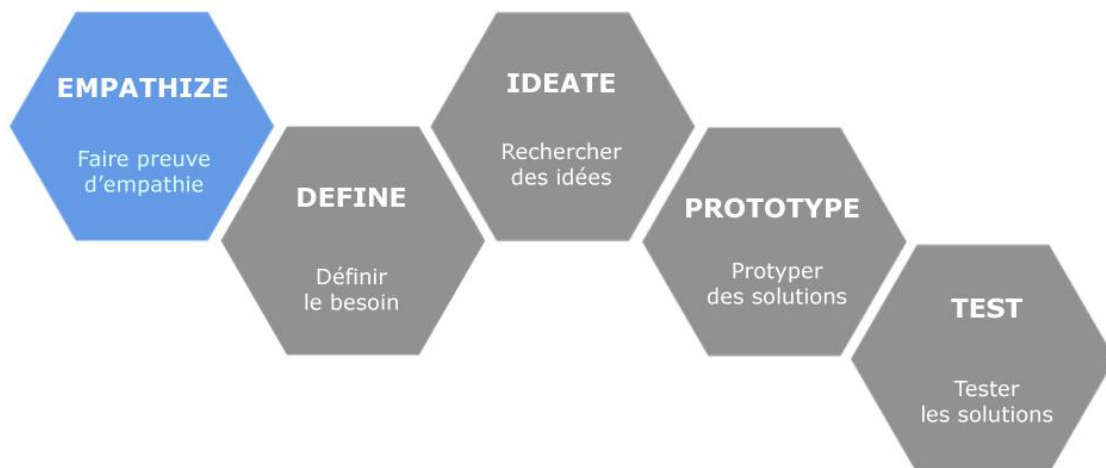 EMPATHIZE
Faire preuve
d'empathie
DEFINE
Définir
le besoin
IDEATE
Rechercher
des idées
PROTOTYPE
Protyper
des solutions
TEST
Tester
les solutions